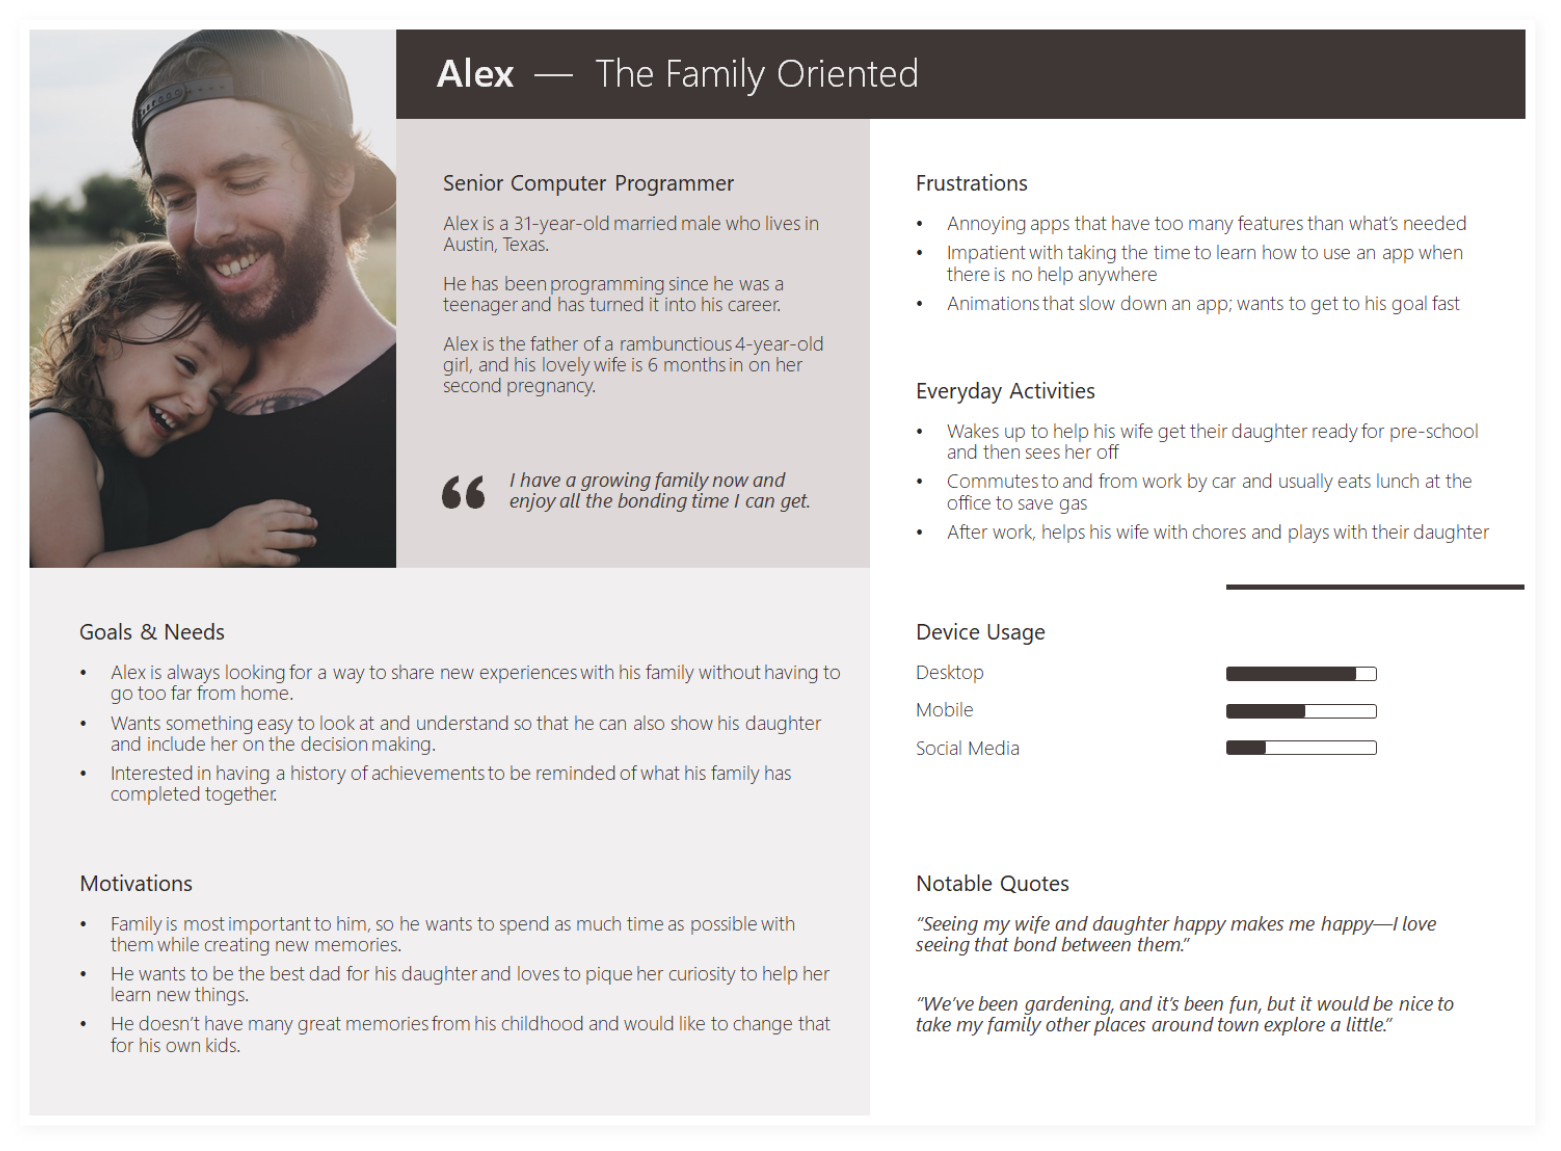 Alex — The Family Oriented
Senior Computer Programmer
Alex is a 31-year-old married male who lives in
Austin, Texas.
He has been programming since he was a
teenager and has turned it into his career.
Alex is the father of a rambunctious 4-year-old
girl, and his lovely wife is 6 months in on her
second pregnancy.
“ I have a growing family now and
enjoy all the bonding time I can get.
Frustrations
• Annoying apps that have too many features than what’s needed
• Impatient with taking the time to learn how to use an app when
there is no help anywhere
• Animations that slow down an app; wants to get to his goal fast
Everyday Activities
• Wakes up to help his wife get their daughter ready for pre-school
and then sees her off
• Commutes to and from work by car and usually eats lunch at the
office to save gas
• After work, helps his wife with chores and plays with their daughter
Goals & Needs
• Alex is always looking for a way to share new experiences with his family without having to
go too far from home.
• Wants something easy to look at and understand so that he can also show his daughter
and include her on the decision making.
• Interested in having a history of achievements to be reminded of what his family has
completed together.
Motivations
• Family is most important to him, so he wants to spend as much time as possible with
them while creating new memories.
• He wants to be the best dad for his daughter and loves to pique her curiosity to help her
learn new things.
• He doesn’t have many great memories from his childhood and would like to change that
for his own kids.
Device Usage
Desktop
Mobile
Social Media
Notable Quotes
“Seeing my wife and daughter happy makes me happy—I love
seeing that bond between them.”
“We’ve been gardening, and it’s been fun, but it would be nice to
take my family other places around town explore a little.”